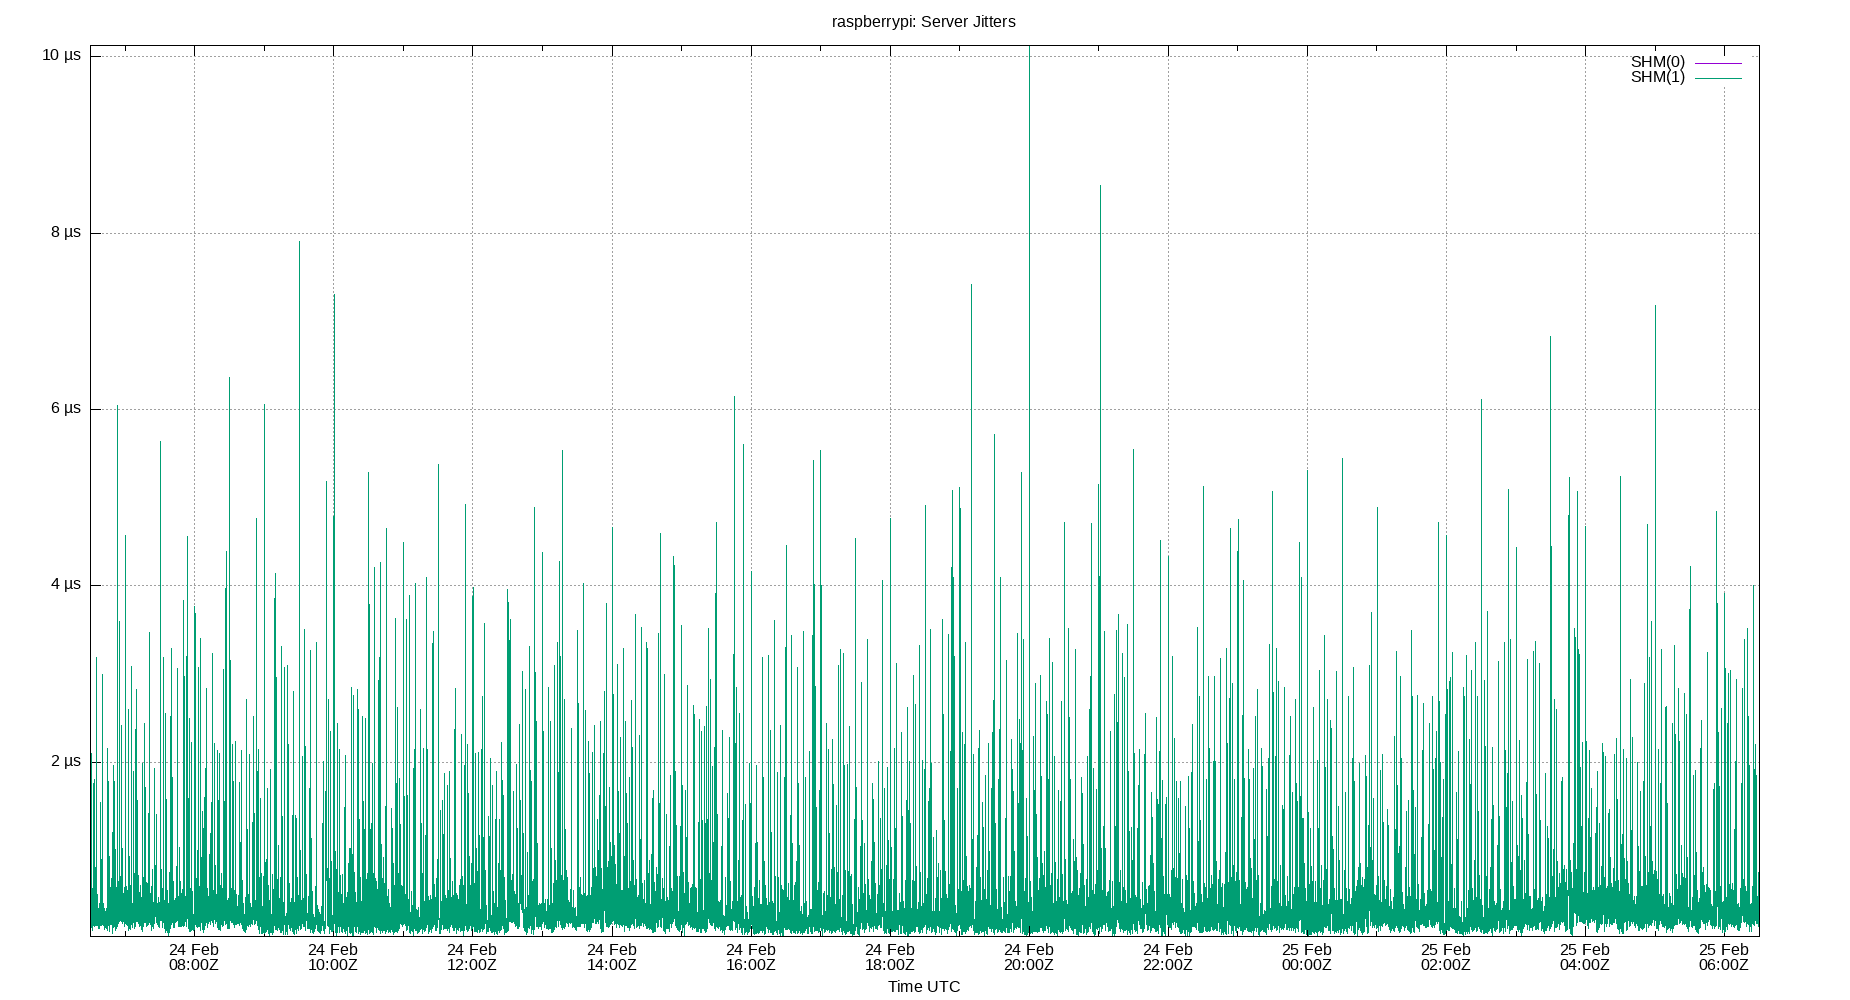 raspberrypi: Server Jitters
10 µs
8 µs
6 µs
4 µs
2 µs
SHM(0)
SHM(1)
24 Feb 24 Feb 24 Feb 24 Feb 24 Feb 24 Feb 24 Feb 24 Feb 25 Feb 25 Feb 25 Feb 25 Feb
08:00Z 10:00Z 12:00Z 14:00Z 16:00Z 18:00Z 20:00Z 22:00Z 00:00Z 02:00Z 04:00Z 06:00Z
Time UTC